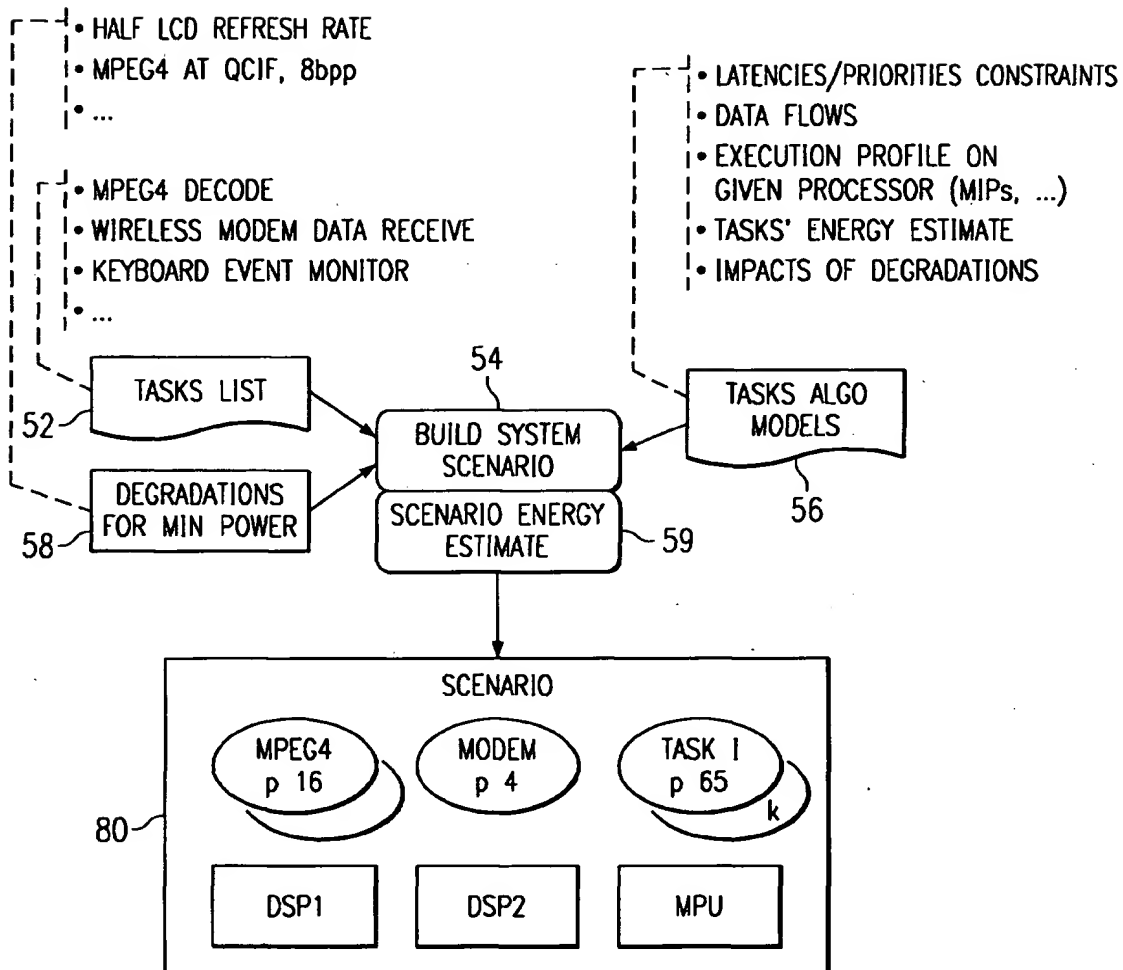 • HALF LCD REFRESH RATE
• MPEG4 AT QCIF, 8bpp
• ...
• MPEG4 DECODE
• WIRELESS MODEM DATA RECEIVE
• KEYBOARD EVENT MONITOR
• ...
• LATENCIES/PRIORITIES CONSTRAINTS
• DATA FLOWS
• EXECUTION PROFILE ON
GIVEN PROCESSOR (MIPs, ...)
• TASKS' ENERGY ESTIMATE
• IMPACTS OF DEGRADATIONS
TASKS LIST
52
DEGRADATIONS
FOR MIN POWER
58
54
BUILD SYSTEM
SCENARIO
SCENARIO ENERGY
ESTIMATE
59
TASKS ALGO
MODELS
56
SCENARIO
MPEG4
p 16
MODEM
p 4
TASK I
p 65
k
80
DSP1
DSP2
MPU